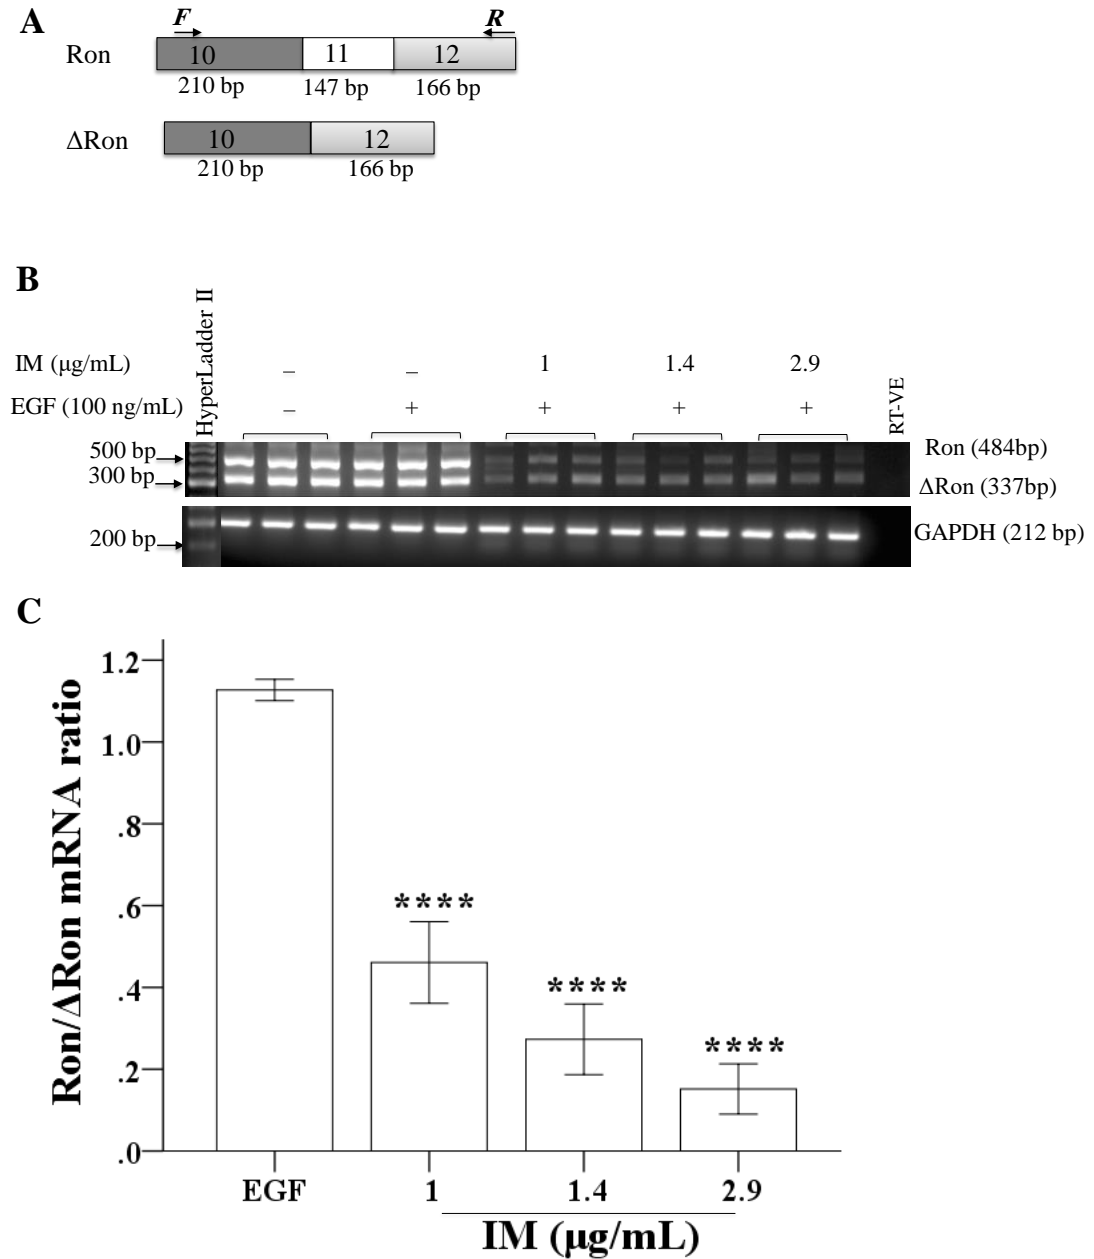 A
F R
Ron 10 11 12
210 bp 147 bp 166 bp
ΔRon 10 12
210 bp 166 bp
B
HyperLadder II
IM (μg/mL) – – 1 1.4 2.9
EGF (100 ng/mL) – + + + +
RT-VE
500 bp Ron (484bp)
300 bp ΔRon (337bp)
200 bp GAPDH (212 bp)
C
Ron/ΔRon mRNA ratio
1.2
1.0
.8
.6
.4
.2
.0
****
****
****
EGF 1 1.4 2.9
IM (μg/mL)